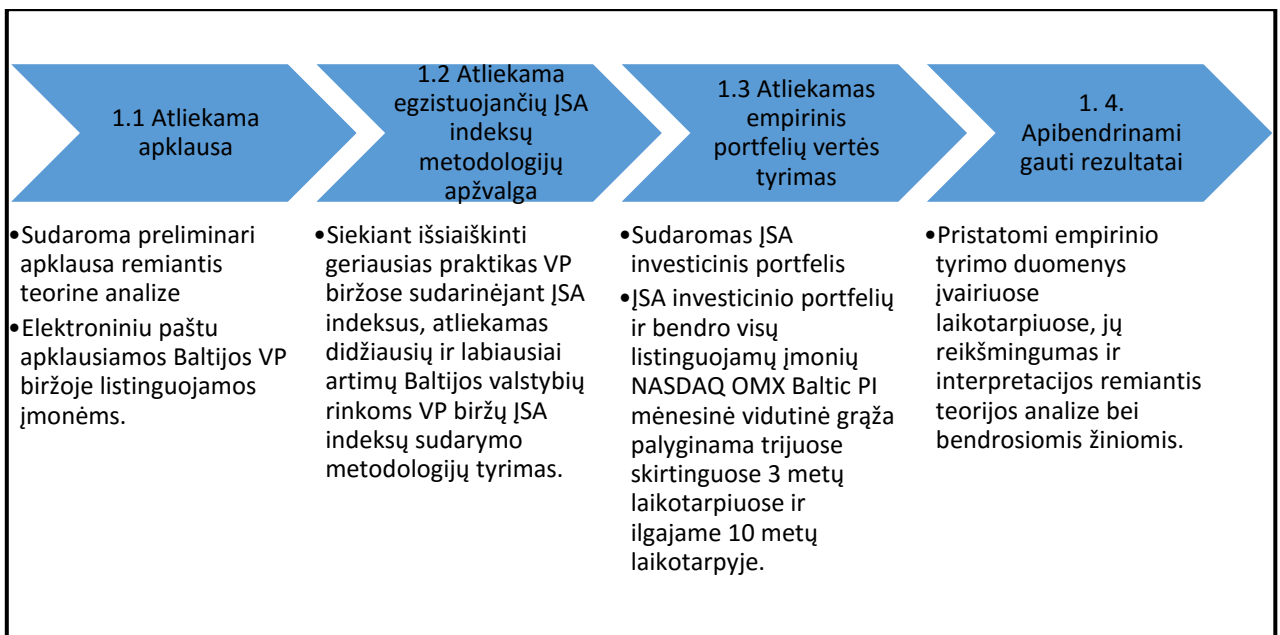 1.1 Atliekama
apklausa
•Sudaroma preliminari
apklausa remiantis
teorine analize
•Elektroniniu paštu
apklausiamos Baltijos VP
biržoje listinguojamos
įmonėms.
1.2 Atliekama
egzistuojančių ĮSA
indeksų
metodologijų
apžvalga
•Siekiant išsiaiškinti
geriausias praktikas VP
biržose sudarinėjant ĮSA
indeksus, atliekamas
didžiausių ir labiausiai
artimų Baltijos valstybių
rinkoms VP biržų ĮSA
indeksų sudarymo
metodologijų tyrimas.
1.3 Atliekamas
empirinis
portfelių vertės
tyrimas
•Sudaromas ĮSA
investicinis portfelis
•ĮSA investicinio portfelių
ir bendro visų
listinguojamų įmonių
NASDAQ OMX Baltic PI
mėnesinė vidutinė grąža
palyginama trijuose
skirtinguose 3 metų
laikotarpiuose ir
ilgajame 10 metų
laikotarpyje.
1. 4.
Apibendrinami
gauti rezultatai
•Pristatomi empirinio
tyrimo duomenys
įvairiuose
laikotarpiuose, jų
reikšmingumas ir
interpretacijos remiantis
teorijos analize bei
bendrosiomis žiniomis.